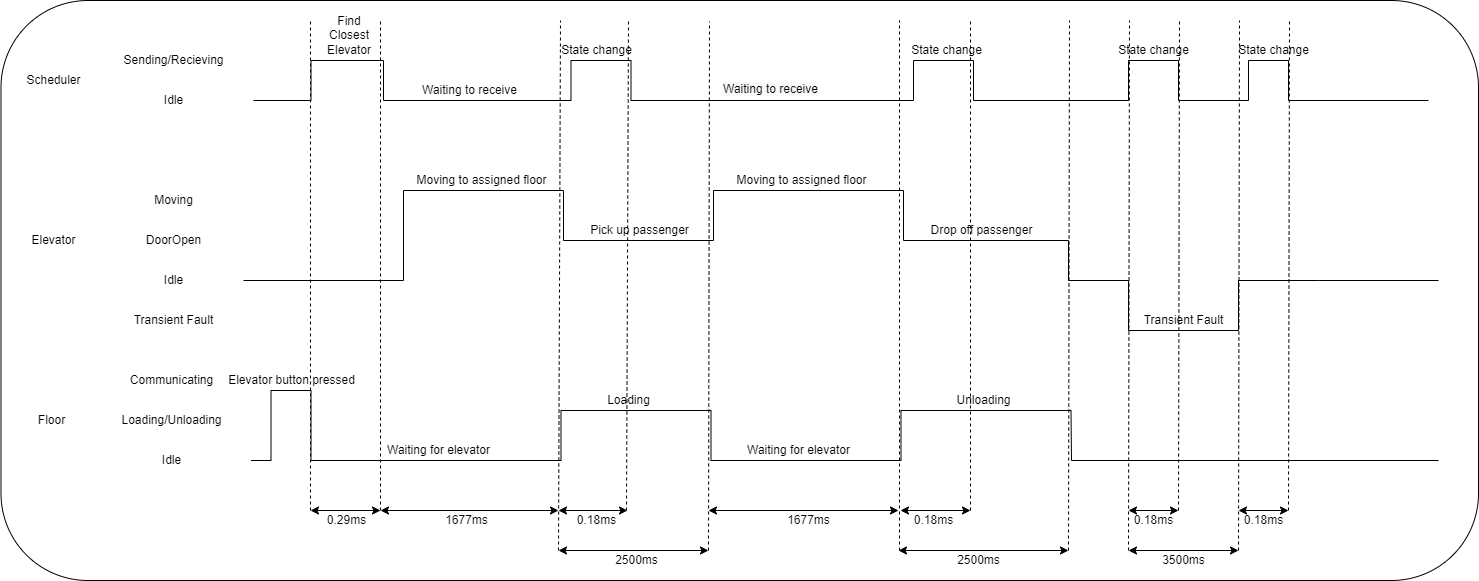 Find
Closest
Elevator
State change
State change
State change
State change
Sending/Recieving
Scheduler
Idle
Waiting to receive
Waiting to receive
Moving to assigned floor
Moving to assigned floor
Moving
Pick up passenger
Drop off passenger
Elevator
DoorOpen
Idle
Transient Fault
Transient Fault
Communicating
Elevator button pressed
Loading
Unloading
Floor
Loading/Unloading
Waiting for elevator
Waiting for elevator
Idle
0.29ms
1677ms
0.18ms
1677ms
0.18ms
0.18ms
0.18ms
2500ms
2500ms
3500ms